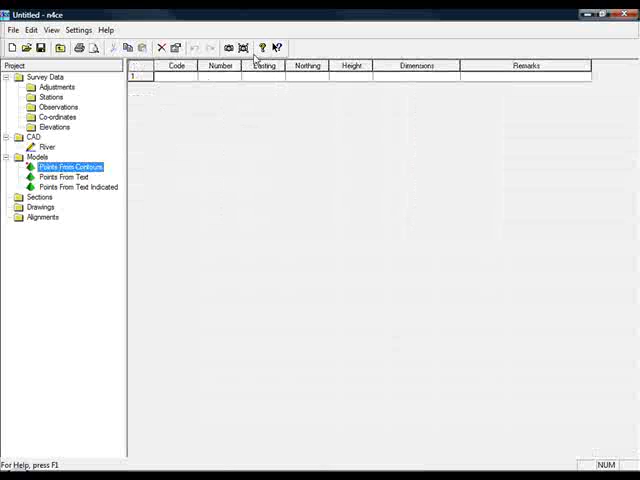 Untitled - n4ce
File Edit View Settings Help
Project
Survey Data
Adjustments
Stations
Observations
Co-ordinates
Elevations
CAD
River
Models
Points From Contours
Points From Text
Points From Text Indicated
Sections
Drawings
Alignments
Code Number Easting Northing Height Dimensions Remarks
1
For Help, press F1
NUM